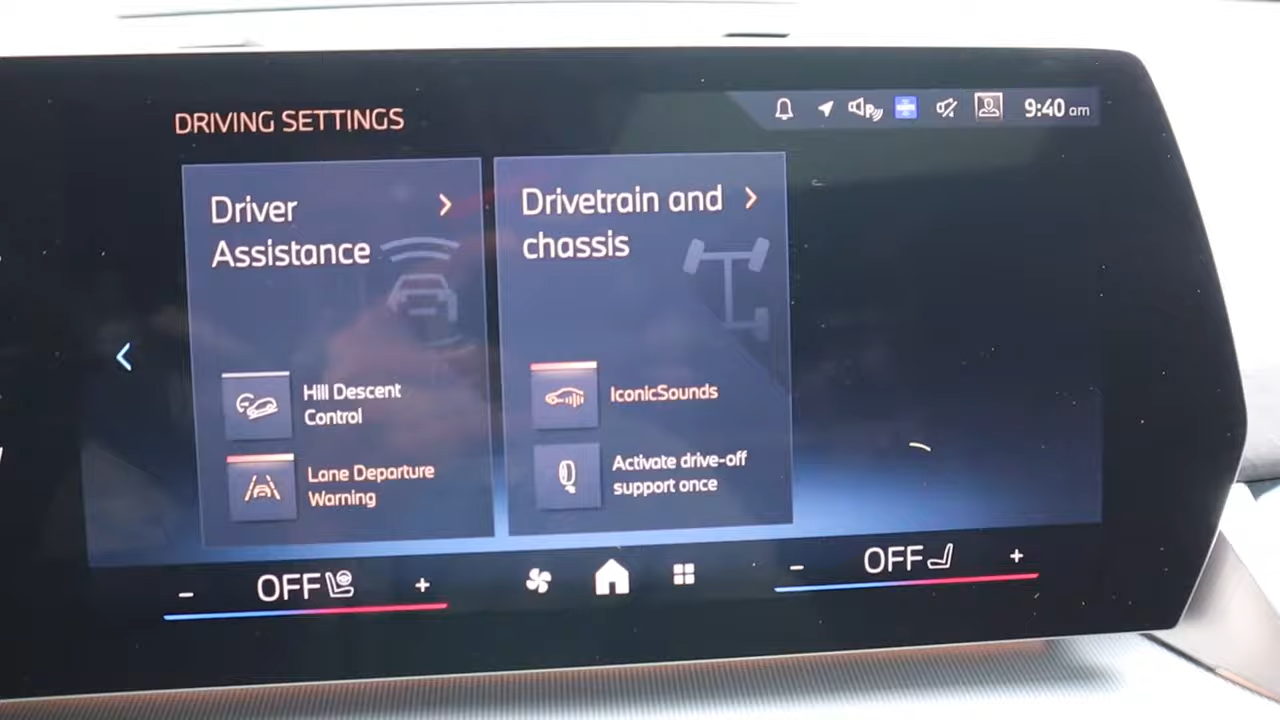 DRIVING SETTINGS
9:40 am
Driver
Assistance
Hill Descent
Control
Lane Departure
Warning
Drivetrain and
chassis
IconicSounds
Activate drive-off
support once
- OFF +
- OFF +